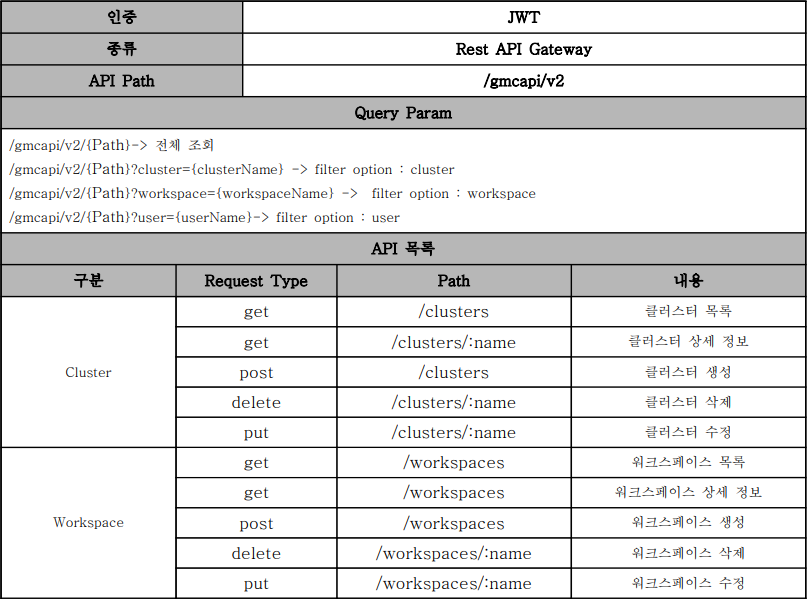 인증 JWT
종류 Rest API Gateway
API Path /gmcapi/v2
Query Param
/gmcapi/v2/{Path}-> 전체 조회
/gmcapi/v2/{Path}?cluster={clusterName} -> filter option : cluster
/gmcapi/v2/{Path}?workspace={workspaceName} -> filter option : workspace
/gmcapi/v2/{Path}?user={userName}-> filter option : user
API 목록
구분 Request Type Path 내용
Cluster
get /clusters 클러스터 목록
get /clusters/:name 클러스터 상세 정보
post /clusters 클러스터 생성
delete /clusters/:name 클러스터 삭제
put /clusters/:name 클러스터 수정
Workspace
get /workspaces 워크스페이스 목록
get /workspaces 워크스페이스 상세 정보
post /workspaces 워크스페이스 생성
delete /workspaces/:name 워크스페이스 삭제
put /workspaces/:name 워크스페이스 수정